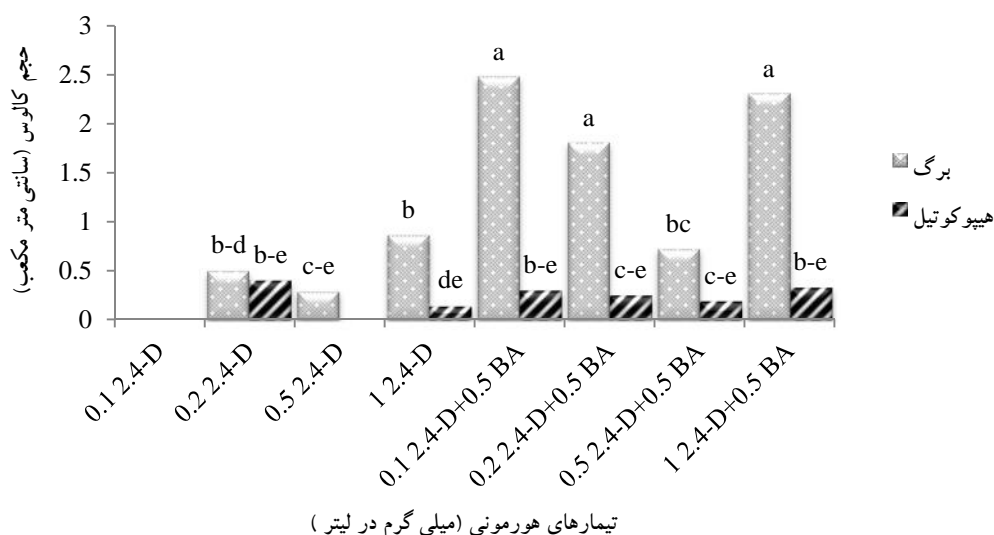 حجم کالوس (سانتی متر مکعب)
3
2.5
2
1.5
1
0.5
0
b-d
b-e
c-e
b
de
a
b-e
a
c-e
bc
c-e
a
b-e
0.1 2.4-D
0.2 2.4-D
0.5 2.4-D
1 2.4-D
0.1 2.4-D+0.5 BA
0.2 2.4-D+0.5 BA
0.5 2.4-D+0.5 BA
1 2.4-D+0.5 BA
تیمارهای هورمونی (میلی گرم در لیتر )
برگ
هیپوکوتیل